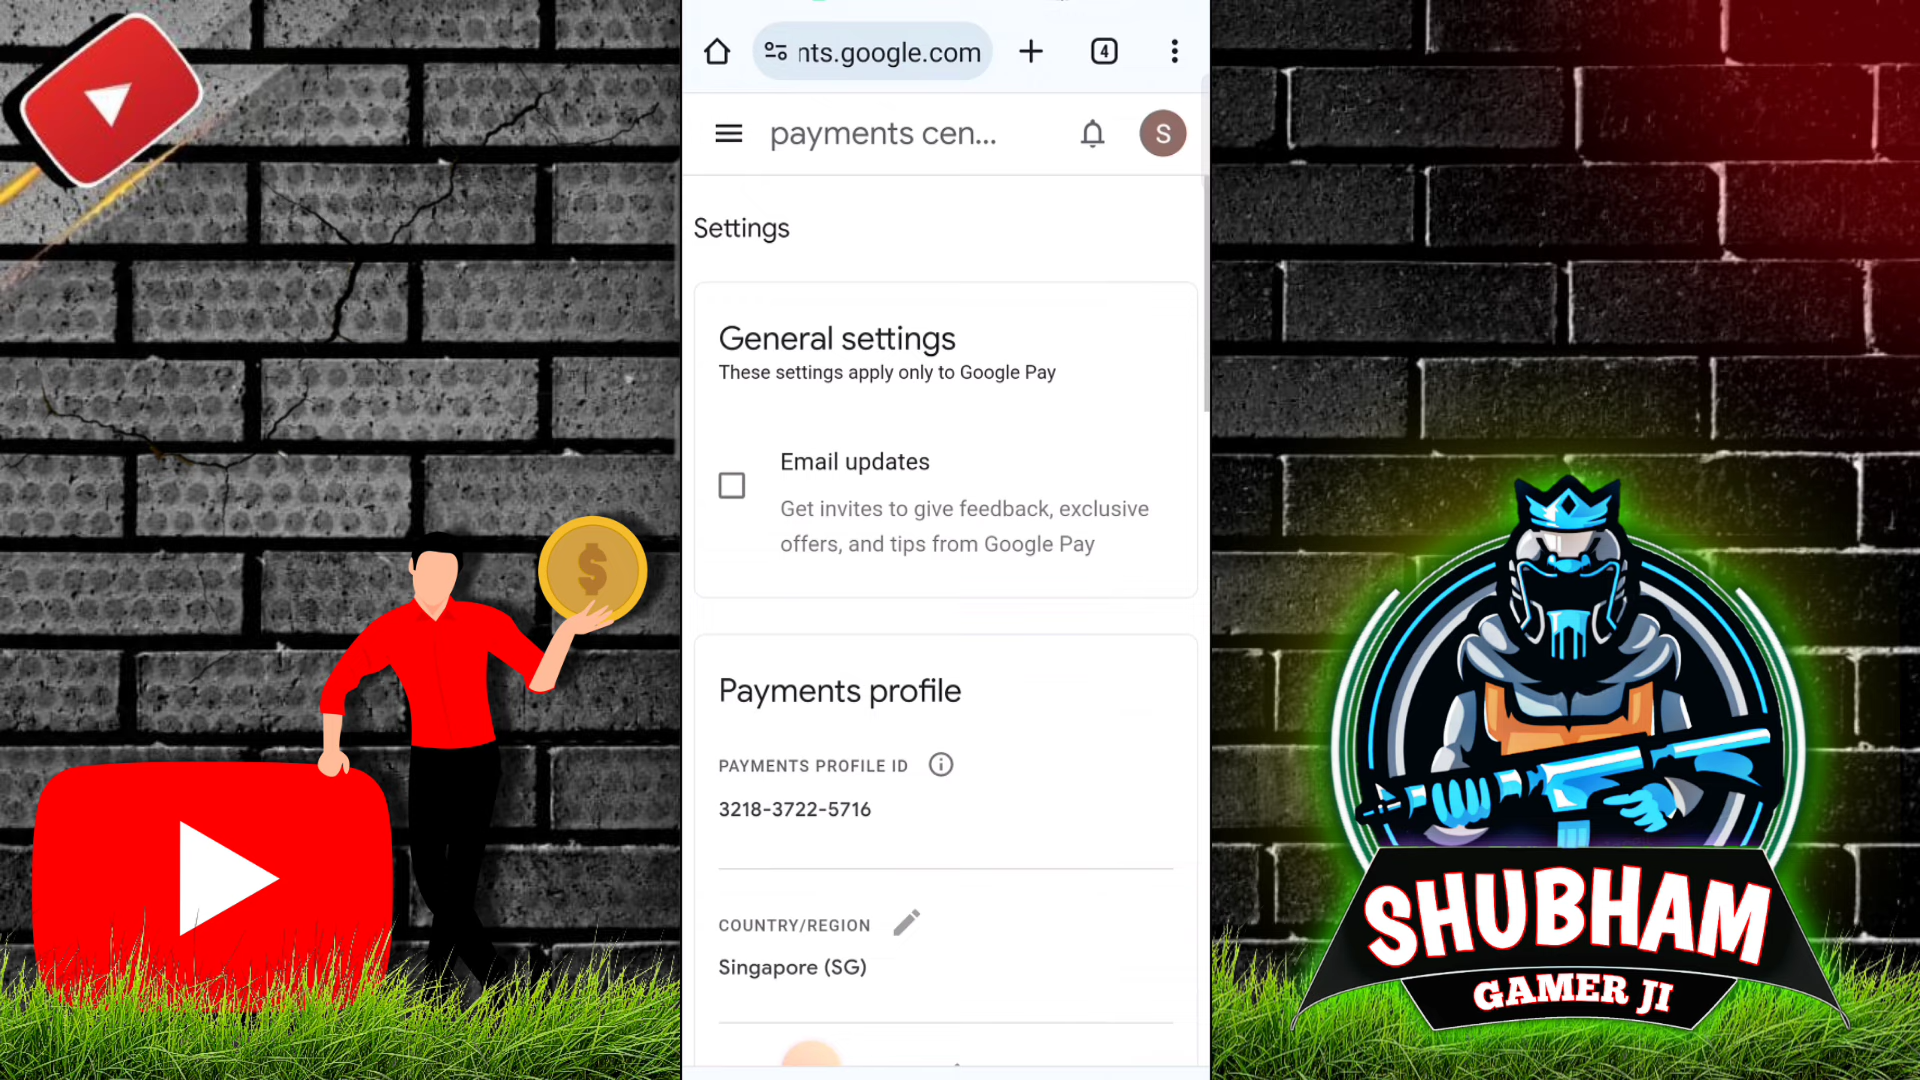 nts.google.com
4
payments cen...
S
Settings
General settings
These settings apply only to Google Pay
Email updates
Get invites to give feedback, exclusive
offers, and tips from Google Pay
Payments profile
PAYMENTS PROFILE ID
3218-3722-5716
COUNTRY/REGION
Singapore (SG)
$
SHUBHAM
GAMER JI